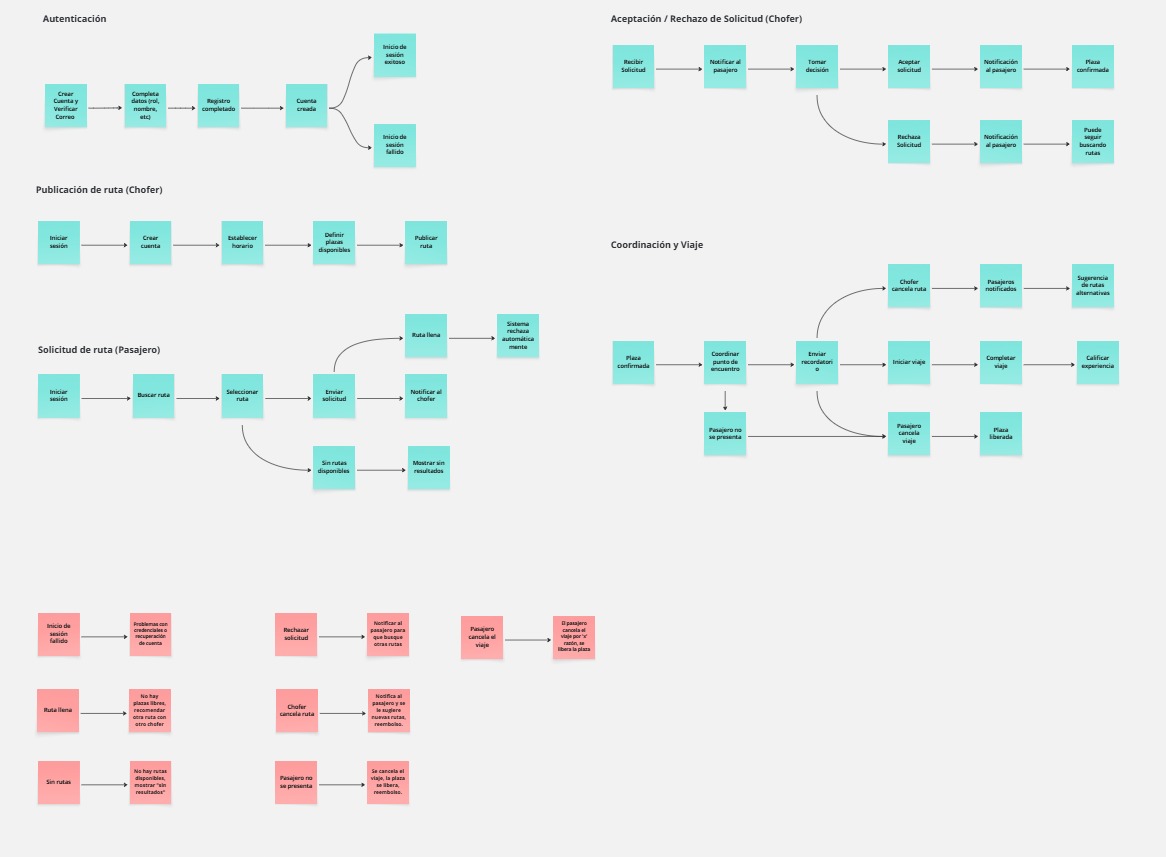 Autenticación
Inicio de
sesión
exitoso
Crear
Cuenta y
Verificar
Correo
Completa
datos (rol,
nombre,
etc)
Registro
completado
Cuenta
creada
Inicio de
sesión
fallido
Publicación de ruta (Chofer)
Iniciar
sesión
Crear
cuenta
Establecer
horario
Definir
plazas
disponibles
Publicar
ruta
Solicitud de ruta (Pasajero)
Ruta llena
Sistema
rechaza
automática
mente
Iniciar
sesión
Buscar ruta
Seleccionar
ruta
Enviar
solicitud
Notificar al
chofer
Sin rutas
disponibles
Mostrar sin
resultados
Aceptación / Rechazo de Solicitud (Chofer)
Recibir
Solicitud
Notificar al
pasajero
Tomar
decisión
Aceptar
solicitud
Notificación
al pasajero
Plaza
confirmada
Rechaza
Solicitud
Notificación
al pasajero
Puede
seguir
buscando
rutas
Coordinación y Viaje
Chofer
cancela ruta
Pasajeros
notificados
Sugerencia
de rutas
alternativas
Plaza
confirmada
Coordinar
punto de
encuentro
Enviar
recordatori
o
Iniciar viaje
Completar
viaje
Calificar
experiencia
Pasajero no
se presenta
Pasajero
cancela
viaje
Plaza
liberada
Inicio de
sesión
fallido
Problemas con
credenciales o
recuperación
de cuenta
Rechazar
solicitud
Notificar al
pasajero para
que busque
otras rutas
Pasajero
cancela el
viaje
El pasajero
cancela el
viaje por 'x'
razón, se
libera la plaza
Ruta llena
No hay
plazas libres,
recomendar
otra ruta con
otro chofer
Chofer
cancela ruta
Notifica al
pasajero y se
le sugiere
nuevas rutas,
reembolso.
Sin rutas
No hay rutas
disponibles,
mostrar "sin
resultados"
Pasajero no
se presenta
Se cancela el
viaje, la plaza
se libera,
reembolso.